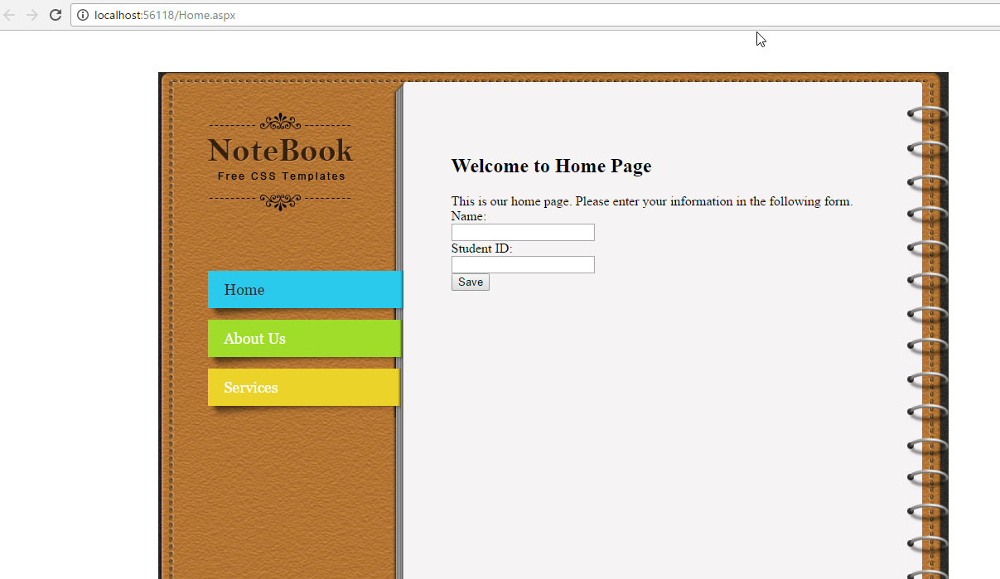 localhost:56118/Home.aspx
NoteBook
Free CSS Templates
Home
About Us
Services
Welcome to Home Page
This is our home page. Please enter your information in the following form.
Name:
Student ID:
Save